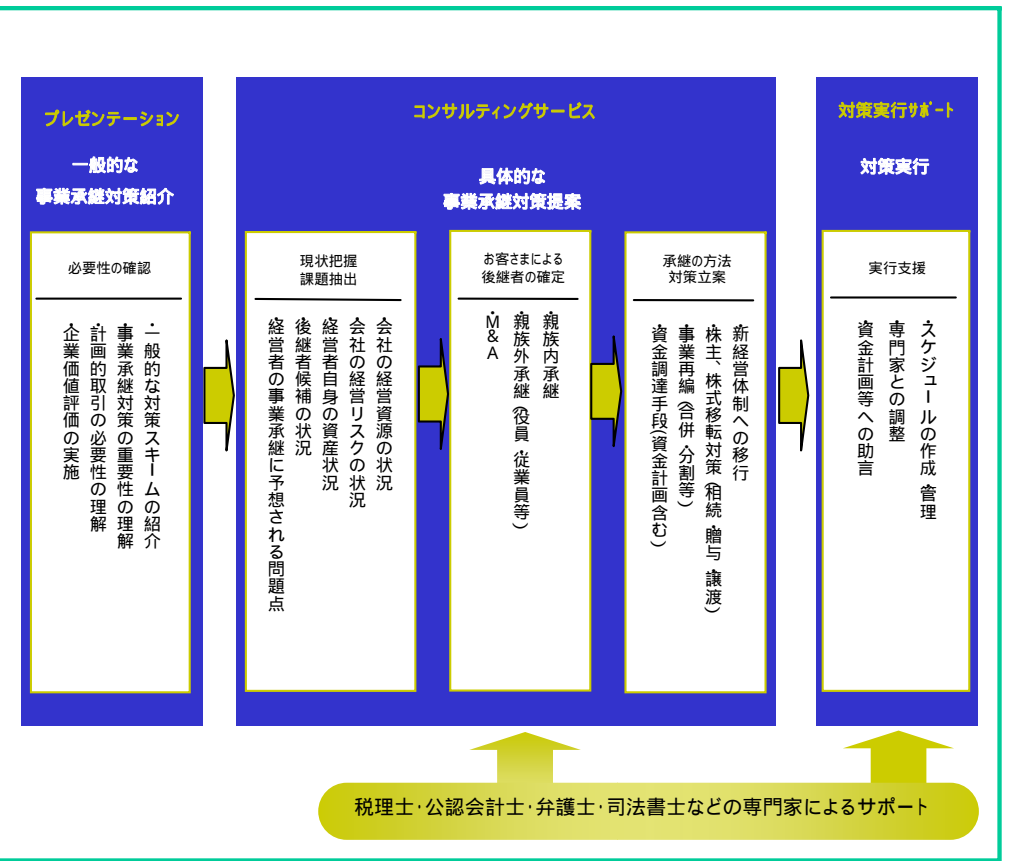 プレゼンテーション
一般的な
事業承継対策紹介
必要性の確認
・一般的な対策スキームの紹介
・事業承継対策の重要性の理解
・計画的取引の必要性の理解
・企業価値評価の実施
コンサルティングサービス
具体的な
事業承継対策提案
現状把握
課題抽出
・会社の経営資源の状況
・会社の経営リスクの状況
・経営者自身の資産状況
・後継者候補の状況
・経営者の事業承継に予想される問題点
お客さまによる
後継者の確定
・親族内承継
・親族外承継(役員・従業員等)
・M&A
承継の方法
対策立案
・新経営体制への移行
・株主、株式移転対策(相続・贈与・譲渡)
・事業再編(合併・分割等)
・資金調達手段(資金計画含む)
対策実行サポート
対策実行
実行支援
・スケジュールの作成・管理
・専門家との調整
・資金計画等への助言
税理士・公認会計士・弁護士・司法書士などの専門家によるサポート